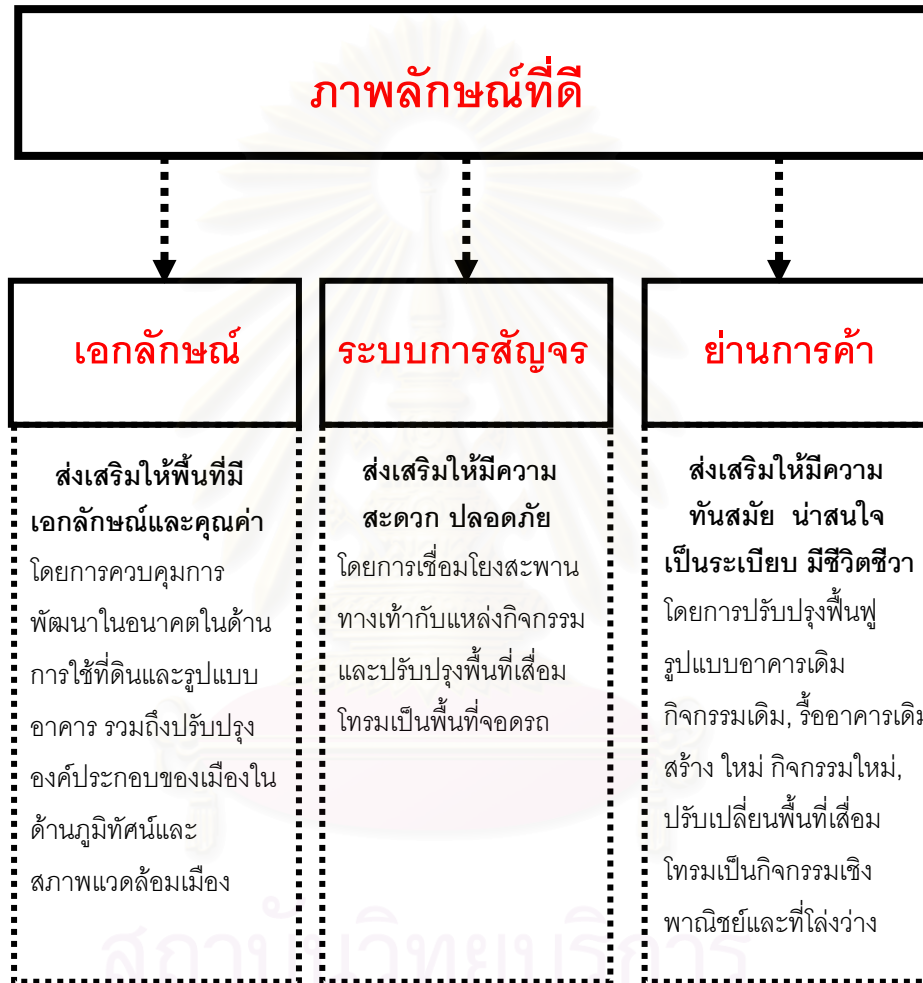 ภาพลักษณ์ที่ดี
เอกลักษณ์
ส่งเสริมให้พื้นที่มี
เอกลักษณ์และคุณค่า
โดยการควบคุมการ
พัฒนาในอนาคตในด้าน
การใช้ที่ดินและรูปแบบ
อาคาร รวมถึงปรับปรุง
องค์ประกอบของเมืองใน
ด้านภูมิทัศน์และ
สภาพแวดล้อมเมือง
ระบบการสัญจร
ส่งเสริมให้มีความ
สะดวก ปลอดภัย
โดยการเชื่อมโยงสะพาน
ทางเท้ากับแหล่งกิจกรรม
และปรับปรุงพื้นที่เสื่อม
โทรมเป็นพื้นที่จอดรถ
ย่านการค้า
ส่งเสริมให้มีความ
ทันสมัย น่าสนใจ
เป็นระเบียบ มีชีวิตชีวา
โดยการปรับปรุงฟื้นฟู
รูปแบบอาคารเดิม
กิจกรรมเดิม, รื้ออาคารเดิม
สร้าง ใหม่ กิจกรรมใหม่,
ปรับเปลี่ยนพื้นที่เสื่อม
โทรมเป็นกิจกรรมเชิง
พาณิชย์และที่โล่งว่าง
สถาบันวิทยบริการ